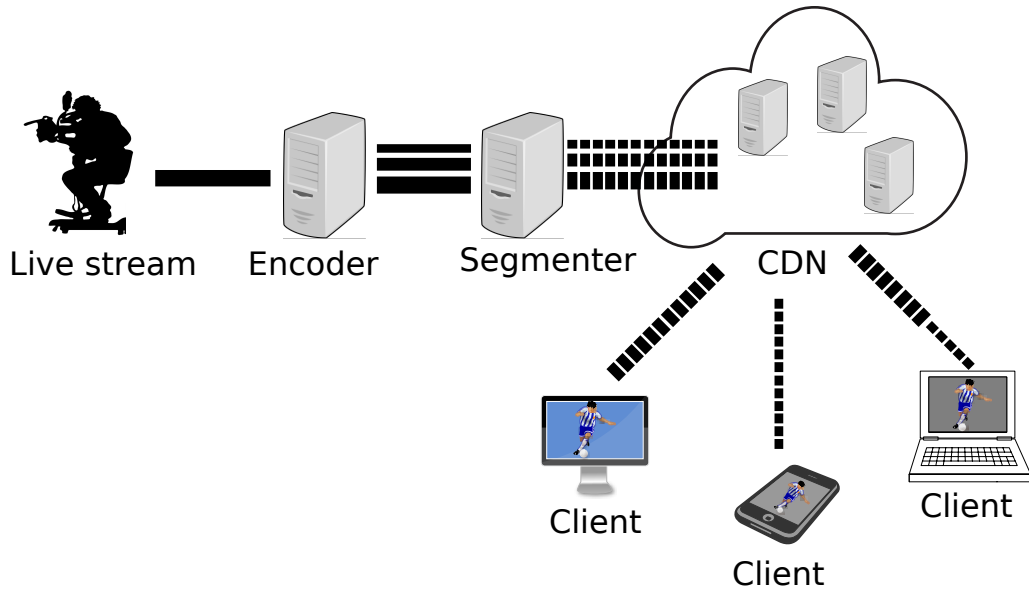 Live stream
Encoder
Segmenter
CDN
Client
Client
Client